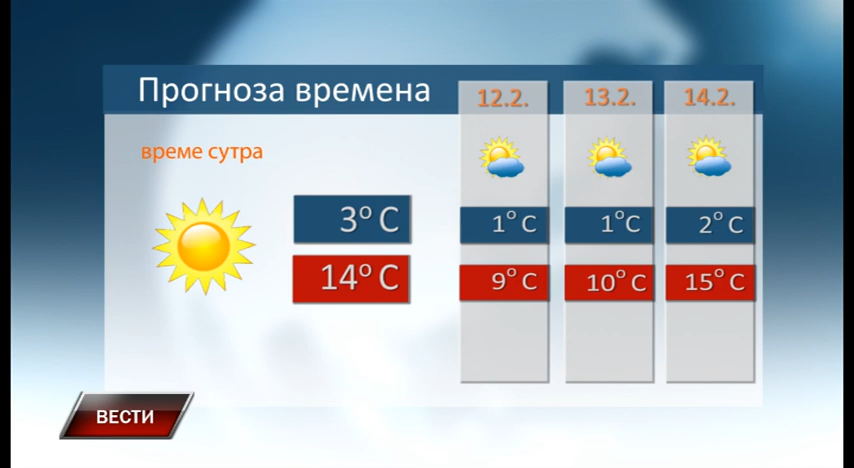 Прогноза времена
12.2. 13.2. 14.2.
време сутра
3° C 1° C 1°C 2° C
14° C 9° C 10° C 15° C
ВЕСТИ